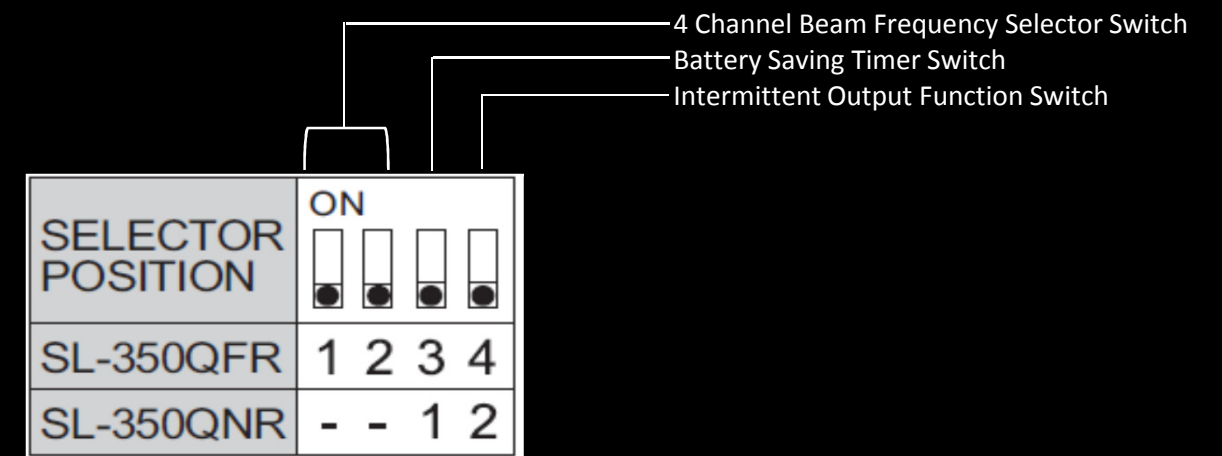 4 Channel Beam Frequency Selector Switch
Battery Saving Timer Switch
Intermittent Output Function Switch
ON
SELECTOR
POSITION
SL-350QFR 1 2 3 4
SL-350QNR - - 1 2